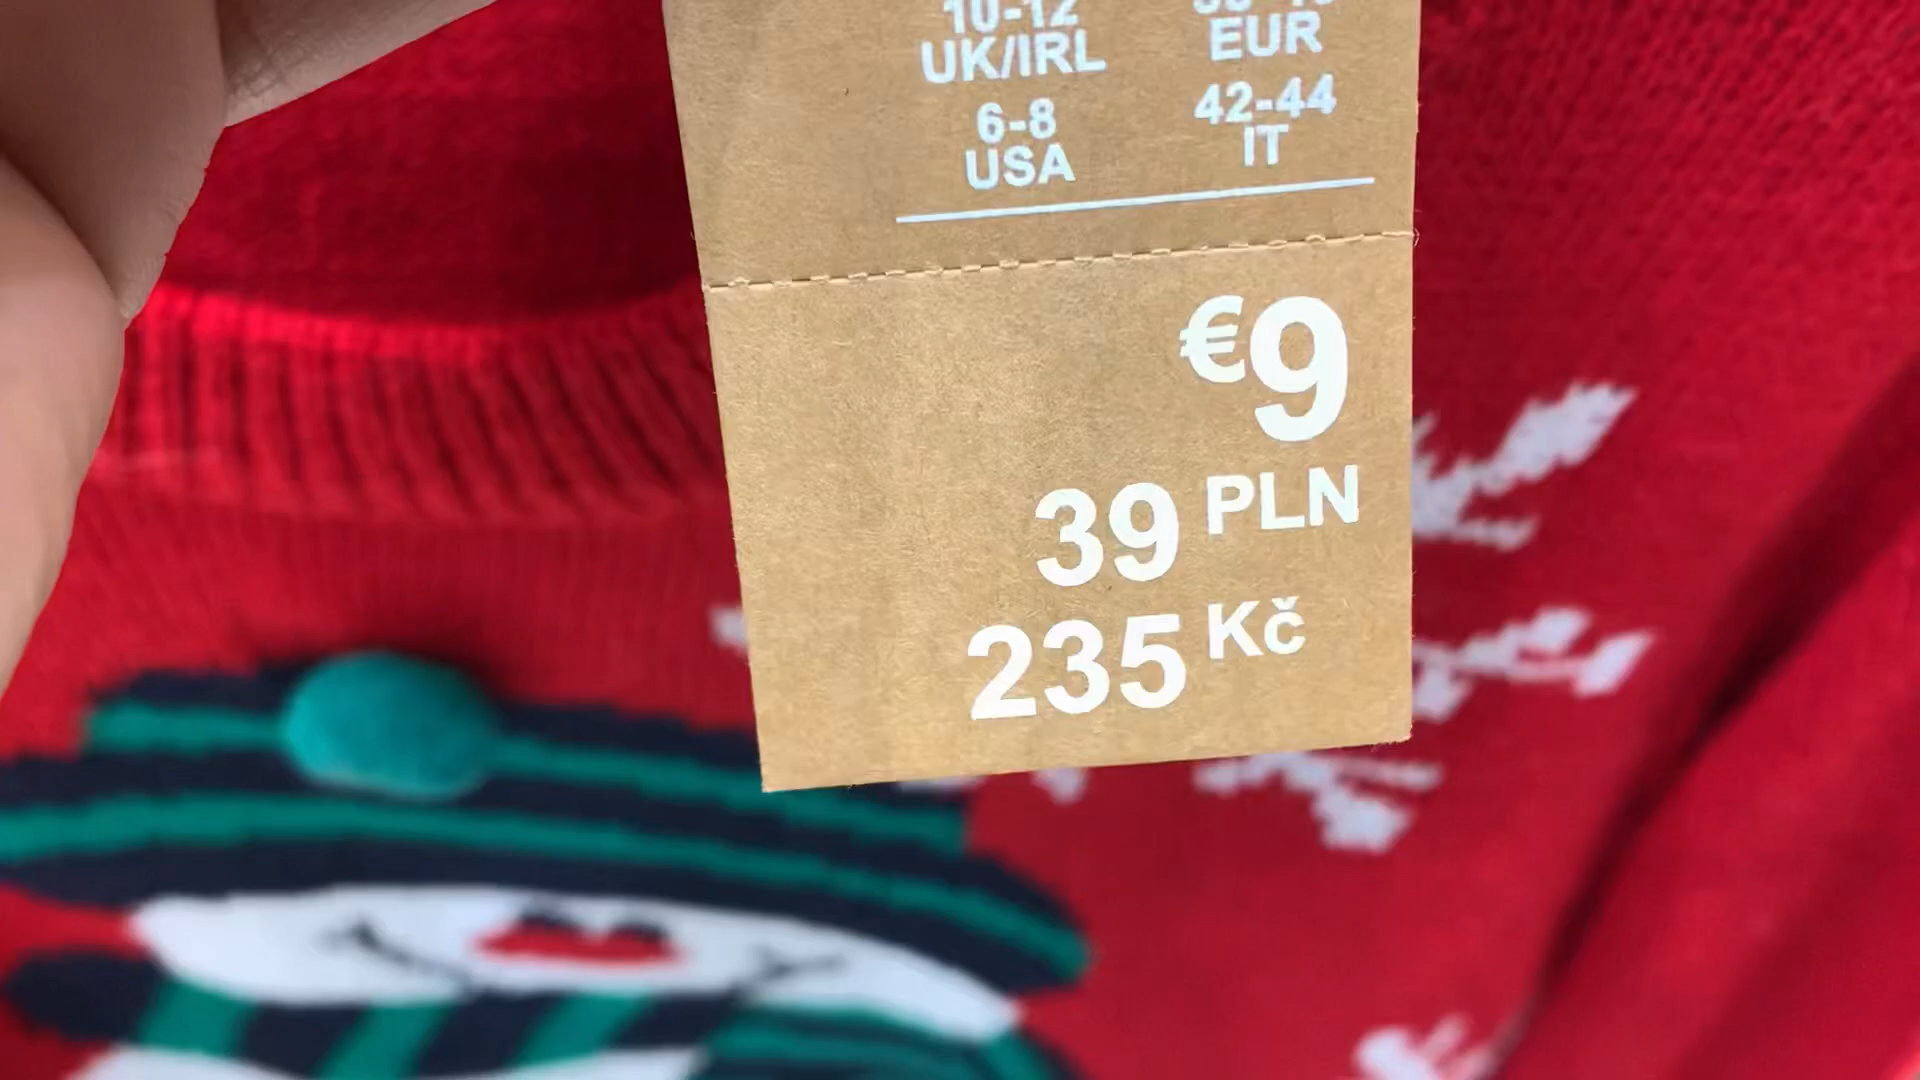 10-12
UK/IRL
EUR
6-8
USA
42-44
IT
€9
39 PLN
235 Kč